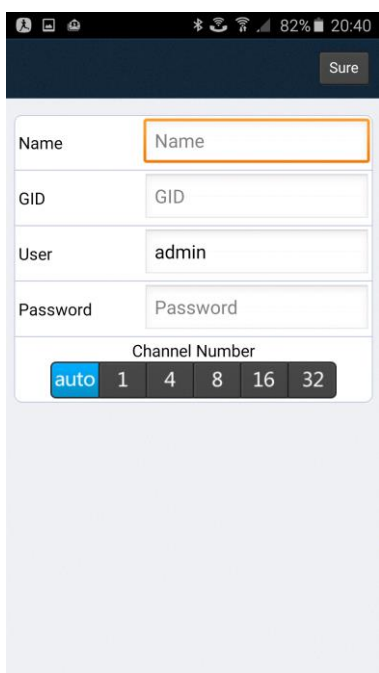 82% 20:40
Sure
Name Name
GID GID
User admin
Password Password
Channel Number
auto 1 4 8 16 32